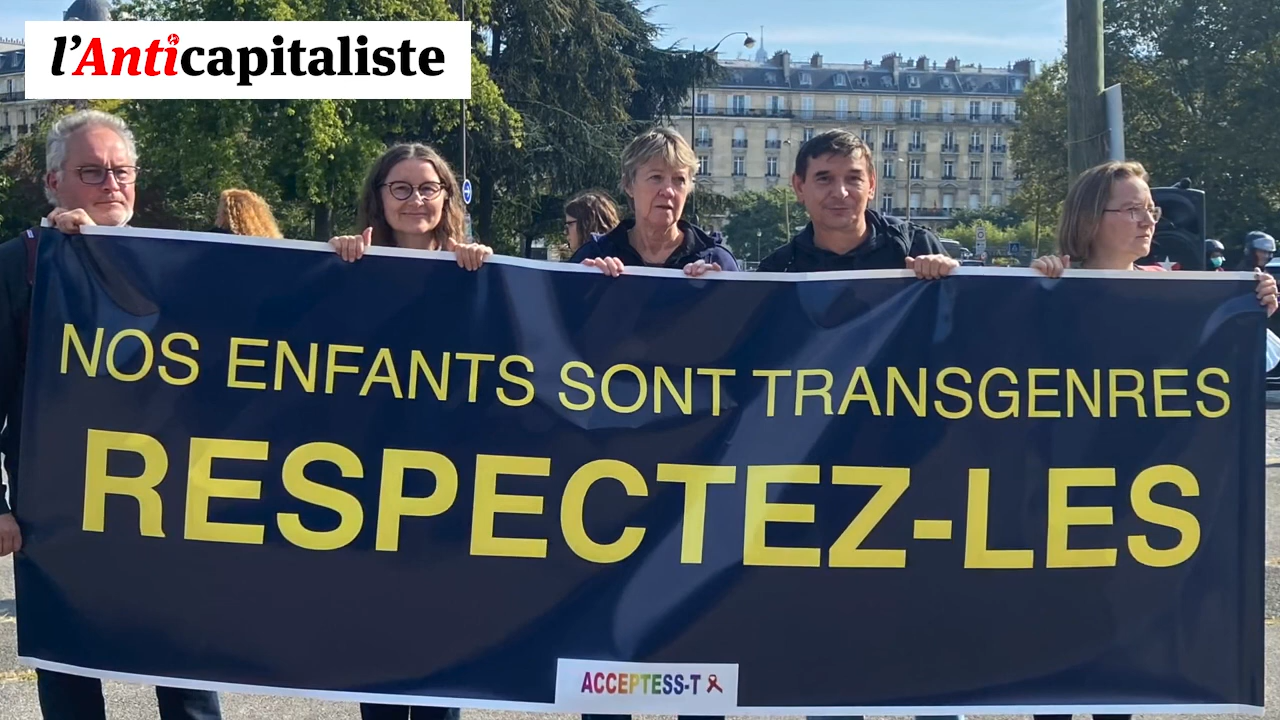 l'Anticapitaliste
NOS ENFANTS SONT TRANSGENRES
RESPECTEZ-LES
ACCEPTESS-T